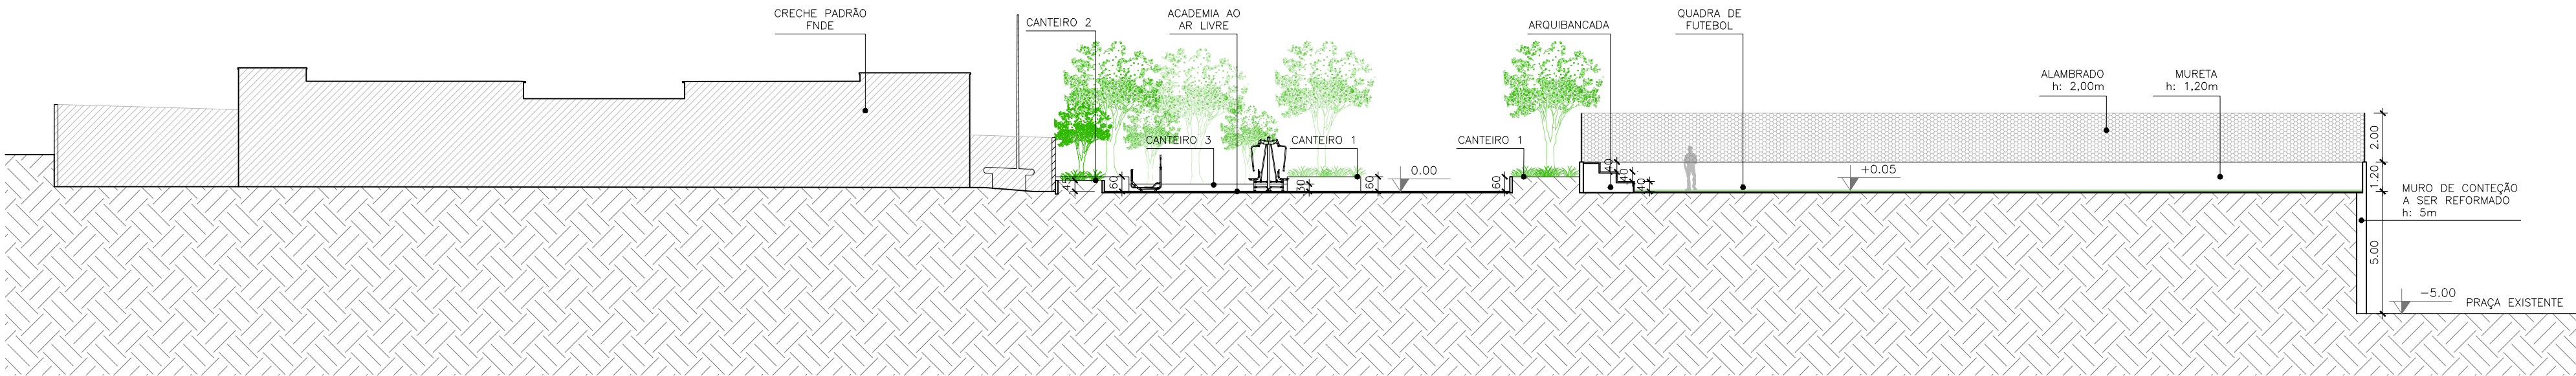 CRECHE PADRÃO
FNDE
CANTEIRO 2
ACADEMIA AO
AR LIVRE
ARQUIBANCADA
QUADRA DE
FUTEBOL
ALAMBRADO
h: 2,00m
MURETA
h: 1,20m
2.00
CANTEIRO 3
CANTEIRO 1
CANTEIRO 1
0.00
+0.05
45
60
30
60
60
40
40
40
1.20
MURO DE CONTEÇÃO
A SER REFORMADO
h: 5m
5.00
-5.00
PRAÇA EXISTENTE